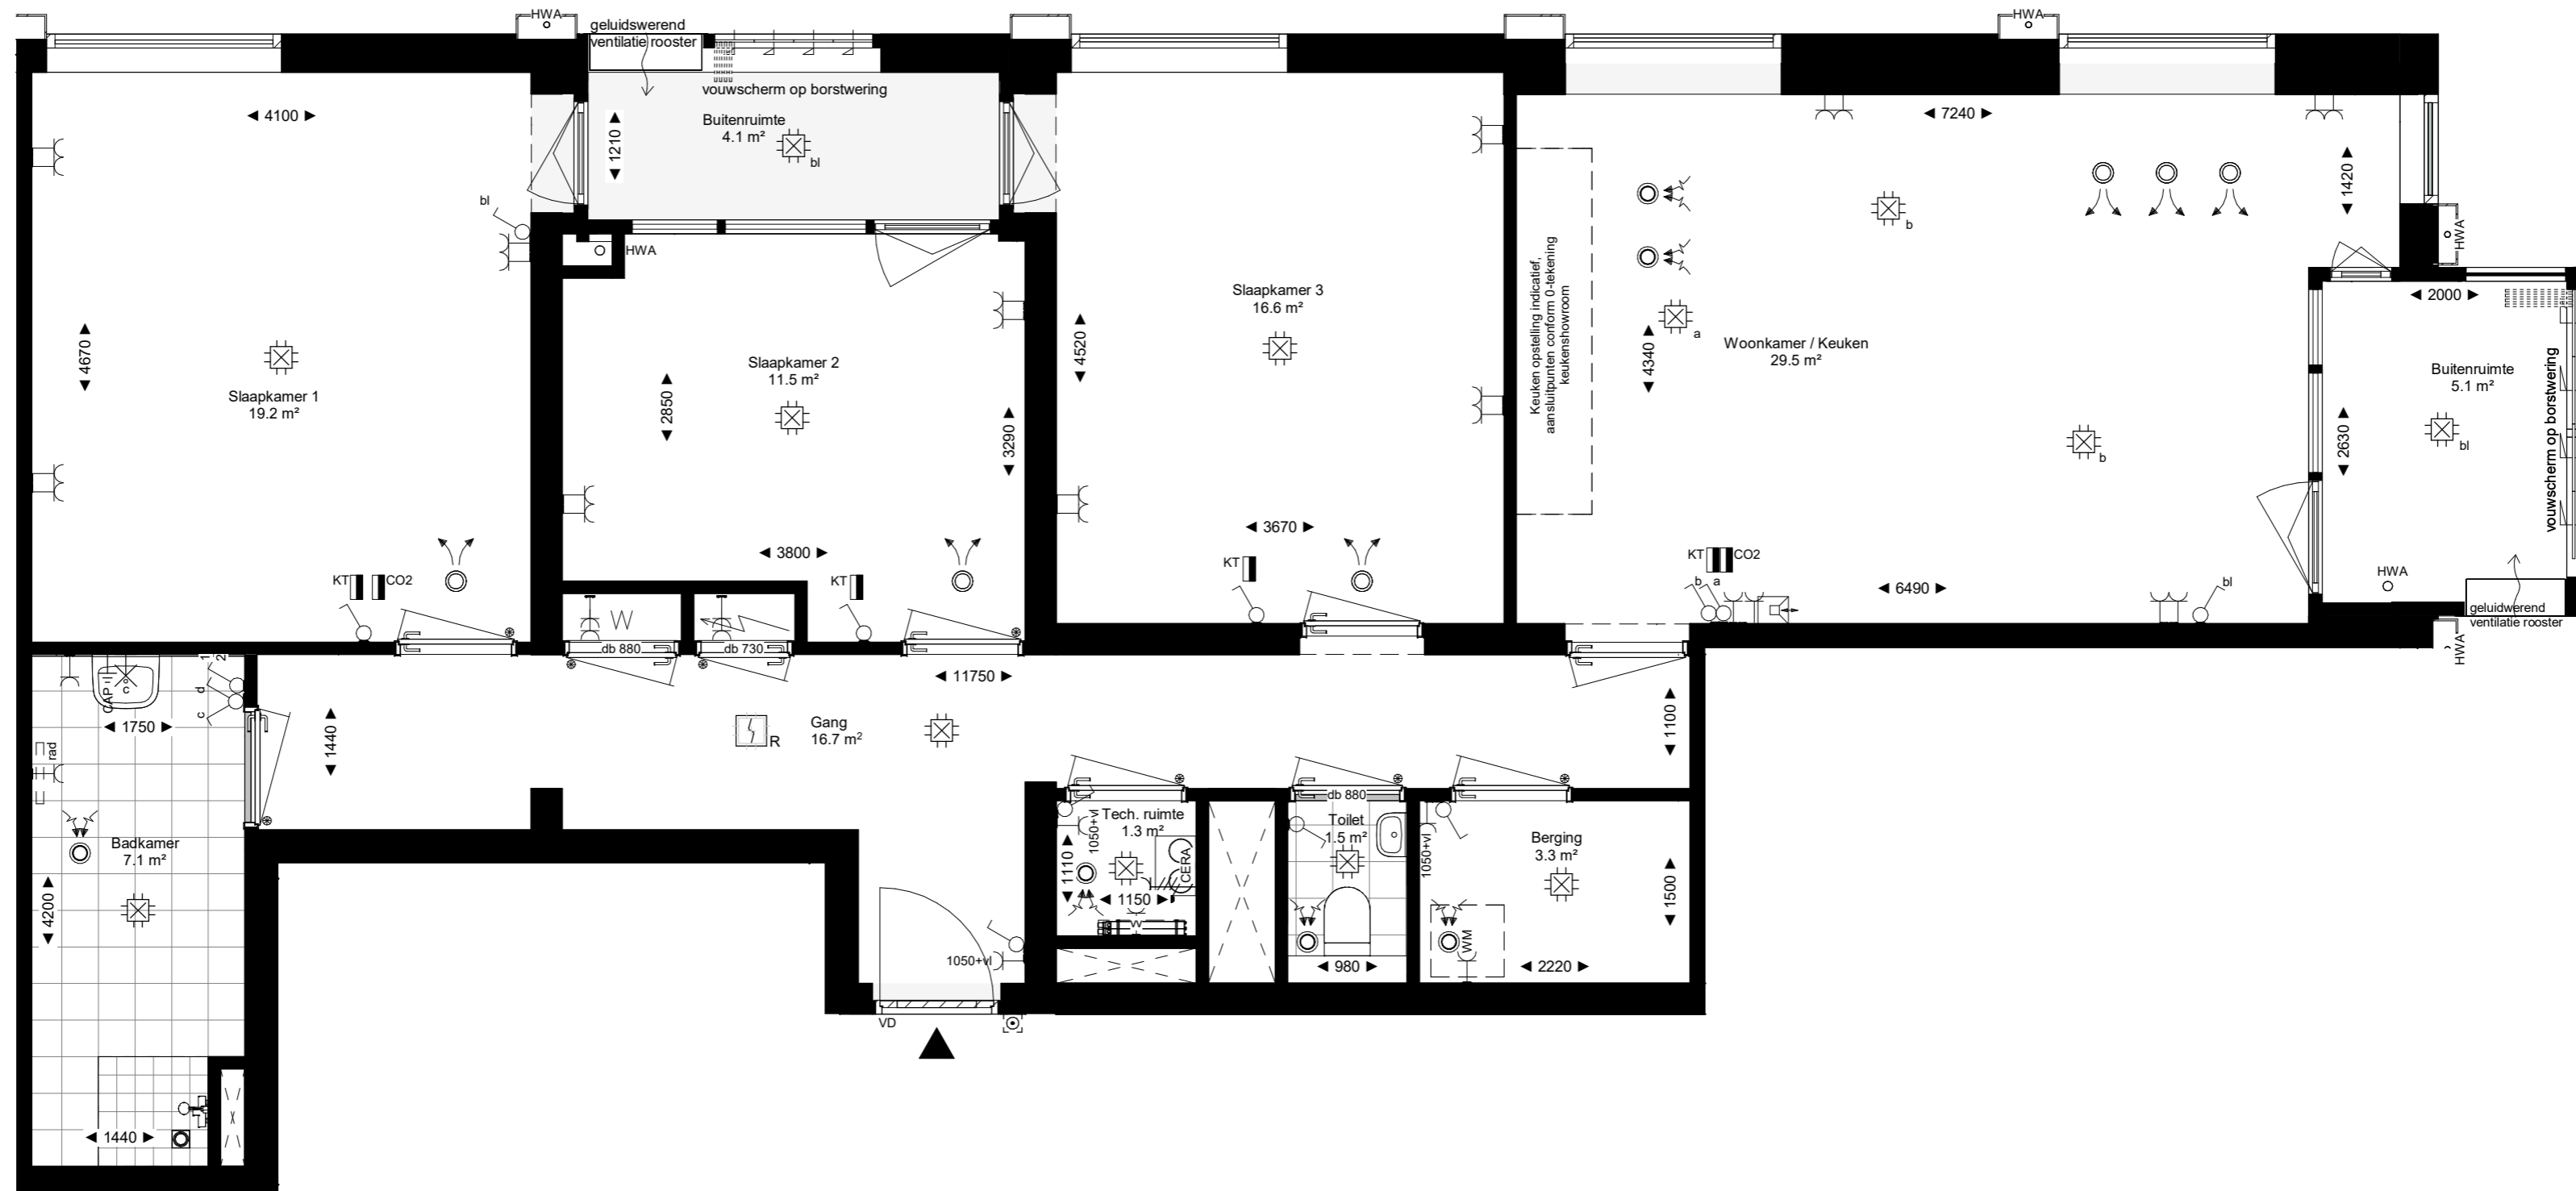 HWA
HWA
geluidswerend
ventilatie rooster
vouwscherm op borstwering
◄ 4100 ►
Buitenruimte
4.1 m²
◄ 1210 ►
bl
◄ 7240 ►
◄ 1420 ►
bl
HWA
b
HWA
◄ 4670 ►
Slaapkamer 1
19.2 m²
Slaapkamer 2
11.5 m²
◄ 2850 ►
◄ 3290 ►
◄ 3800 ►
Slaapkamer 3
16.6 m²
◄ 4520 ►
◄ 3670 ►
Keuken opstelling indicatief,
aansluitpunten conform 0-tekening
keukenshowroom
a
◄ 4340 ►
Woonkamer / Keuken
29.5 m²
b
◄ 2000 ►
Buitenruimte
5.1 m²
bl
◄ 2630 ►
vouwscherm op borstwering
HWA
geluidwerend
ventilatie rooster
HWA
KT
CO2
KT
KT
KT
CO2
b
a
◄ 6490 ►
bl
W
db 880
db 730
◄ 11750 ►
CAP
c
1
2
d
c
◄ 1750 ►
rad
◄ 1440 ►
R
Gang
16.7 m²
◄ 1100 ►
Badkamer
7.1 m²
◄ 4200 ►
◄ 1440 ►
1050+vl
VD
Tech. ruimte
1.3 m²
1050+vl
◄ 1110 ►
◄ 1150 ►
CERA
W
db 880
Toilet
1.5 m²
◄ 980 ►
Berging
3.3 m²
1050+vl
WM
◄ 1500 ►
◄ 2220 ►